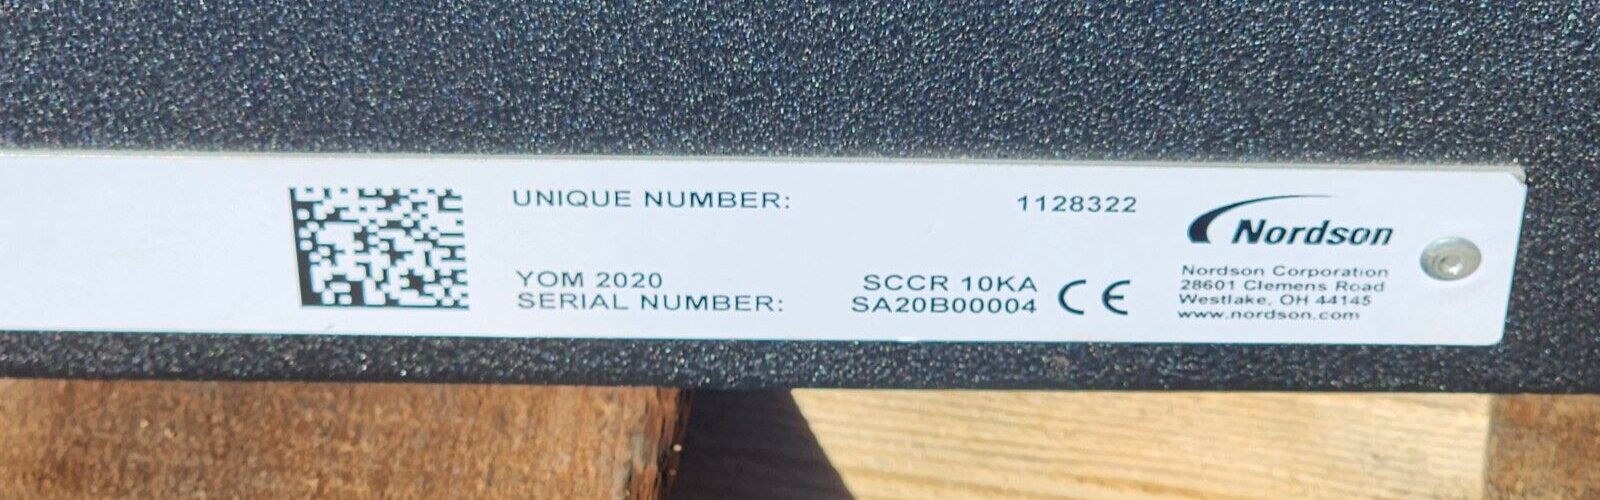 UNIQUE NUMBER: 1128322
YOM 2020 SCCR 10KA
SERIAL NUMBER: SA20B00004
CE
Nordson
Nordson Corporation
28601 Clemens Road
Westlake, OH 44145
www.nordson.com